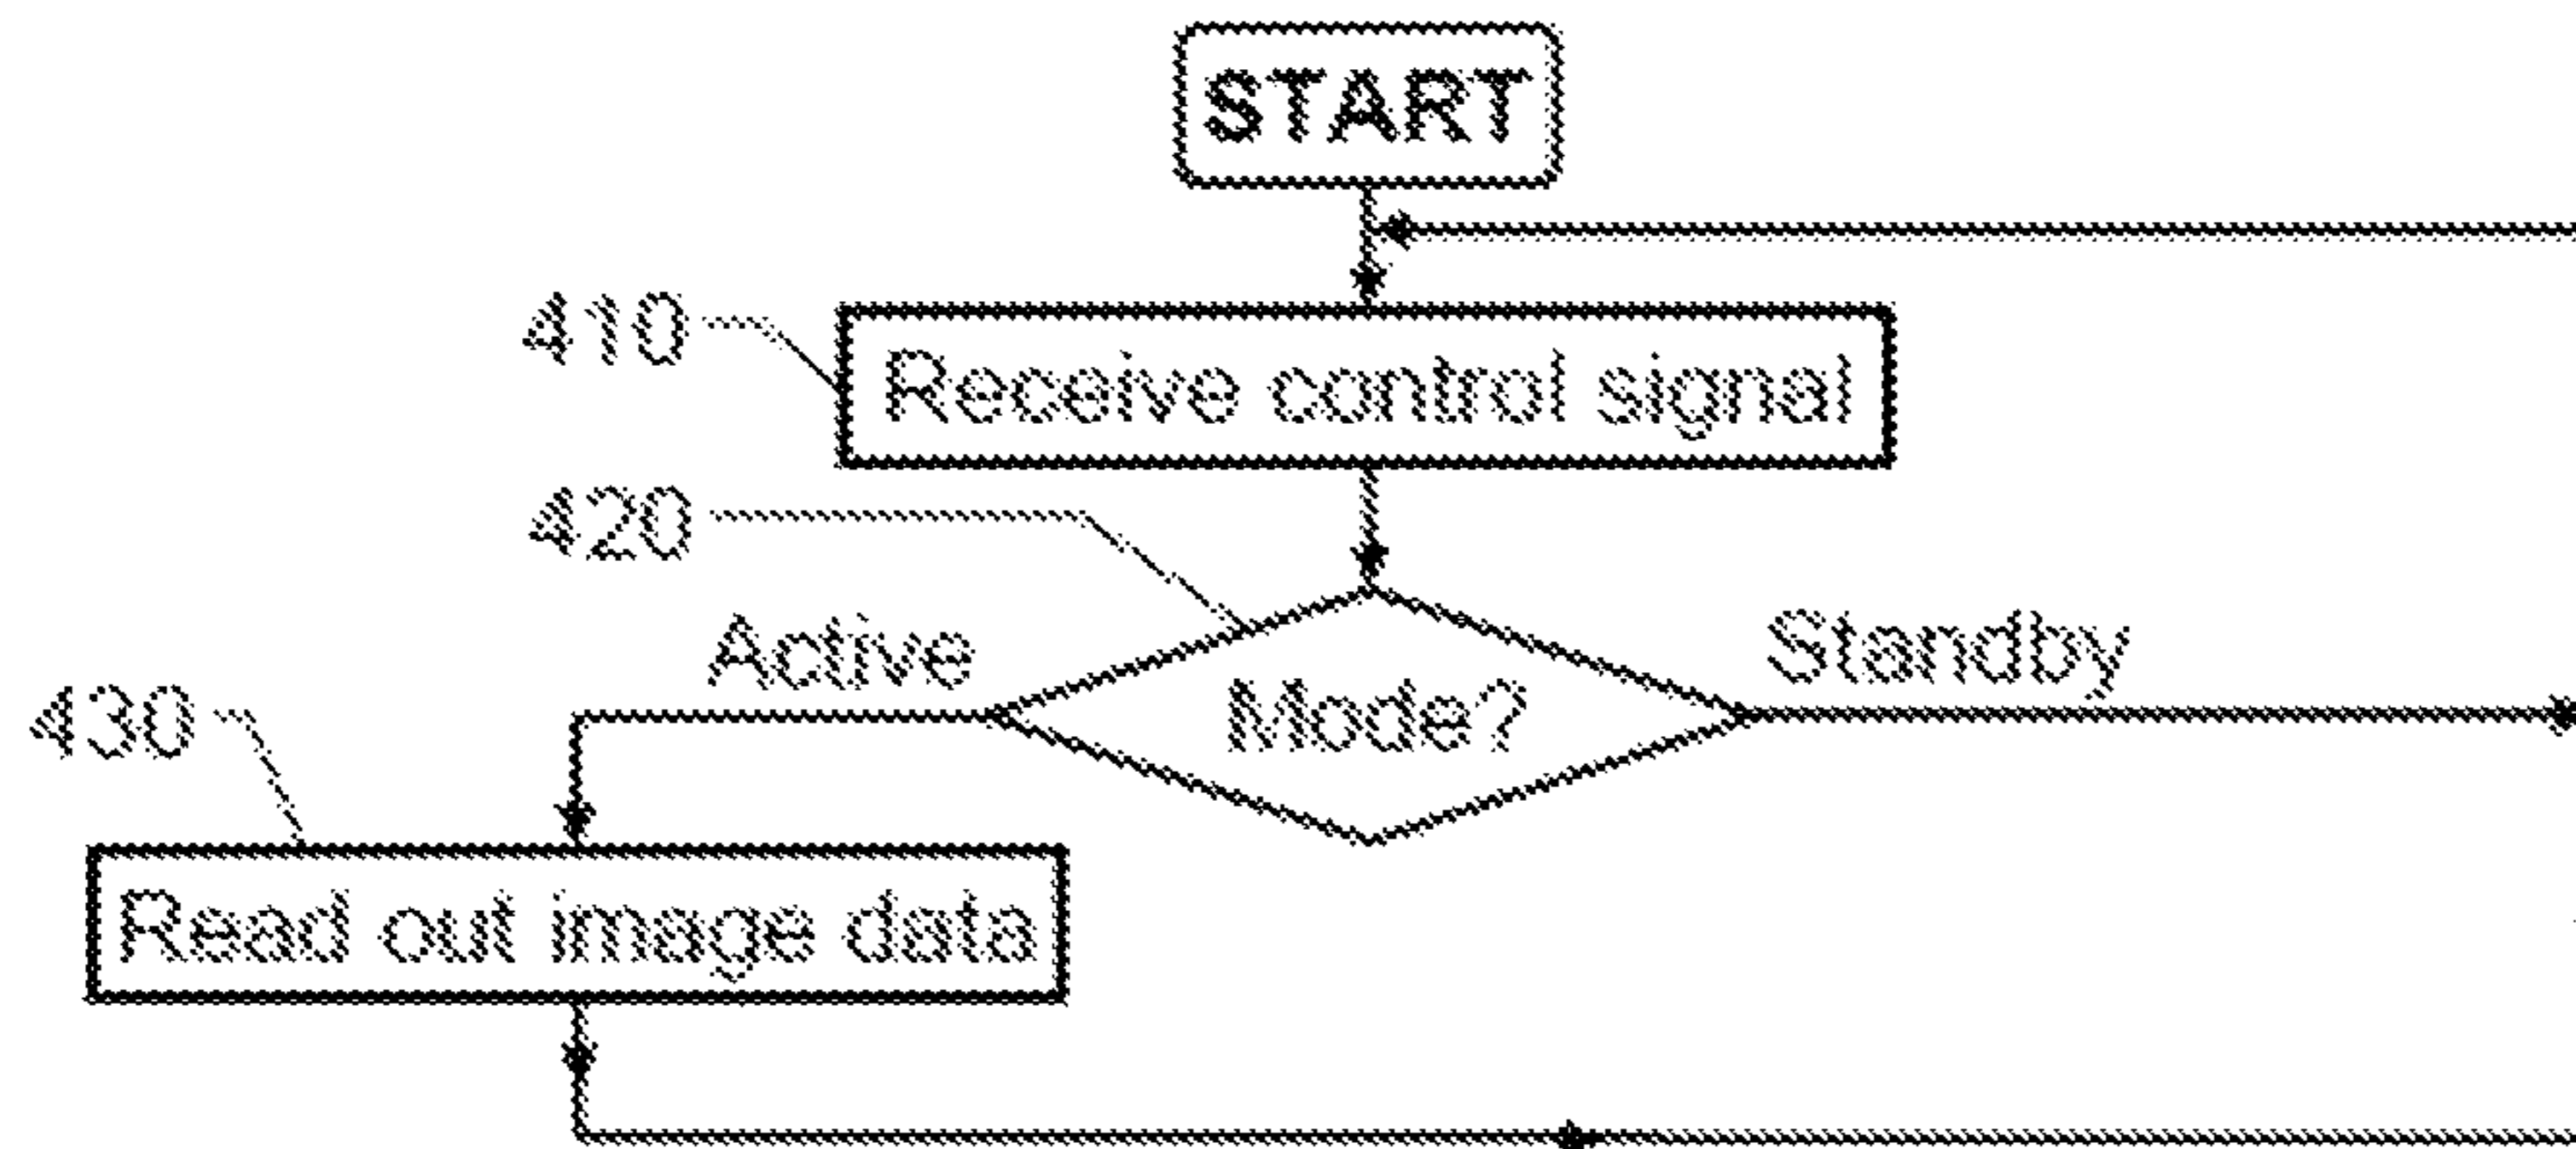 START
410
Receive control signal
420
Active
Standby
430
Mode?
Read out image data